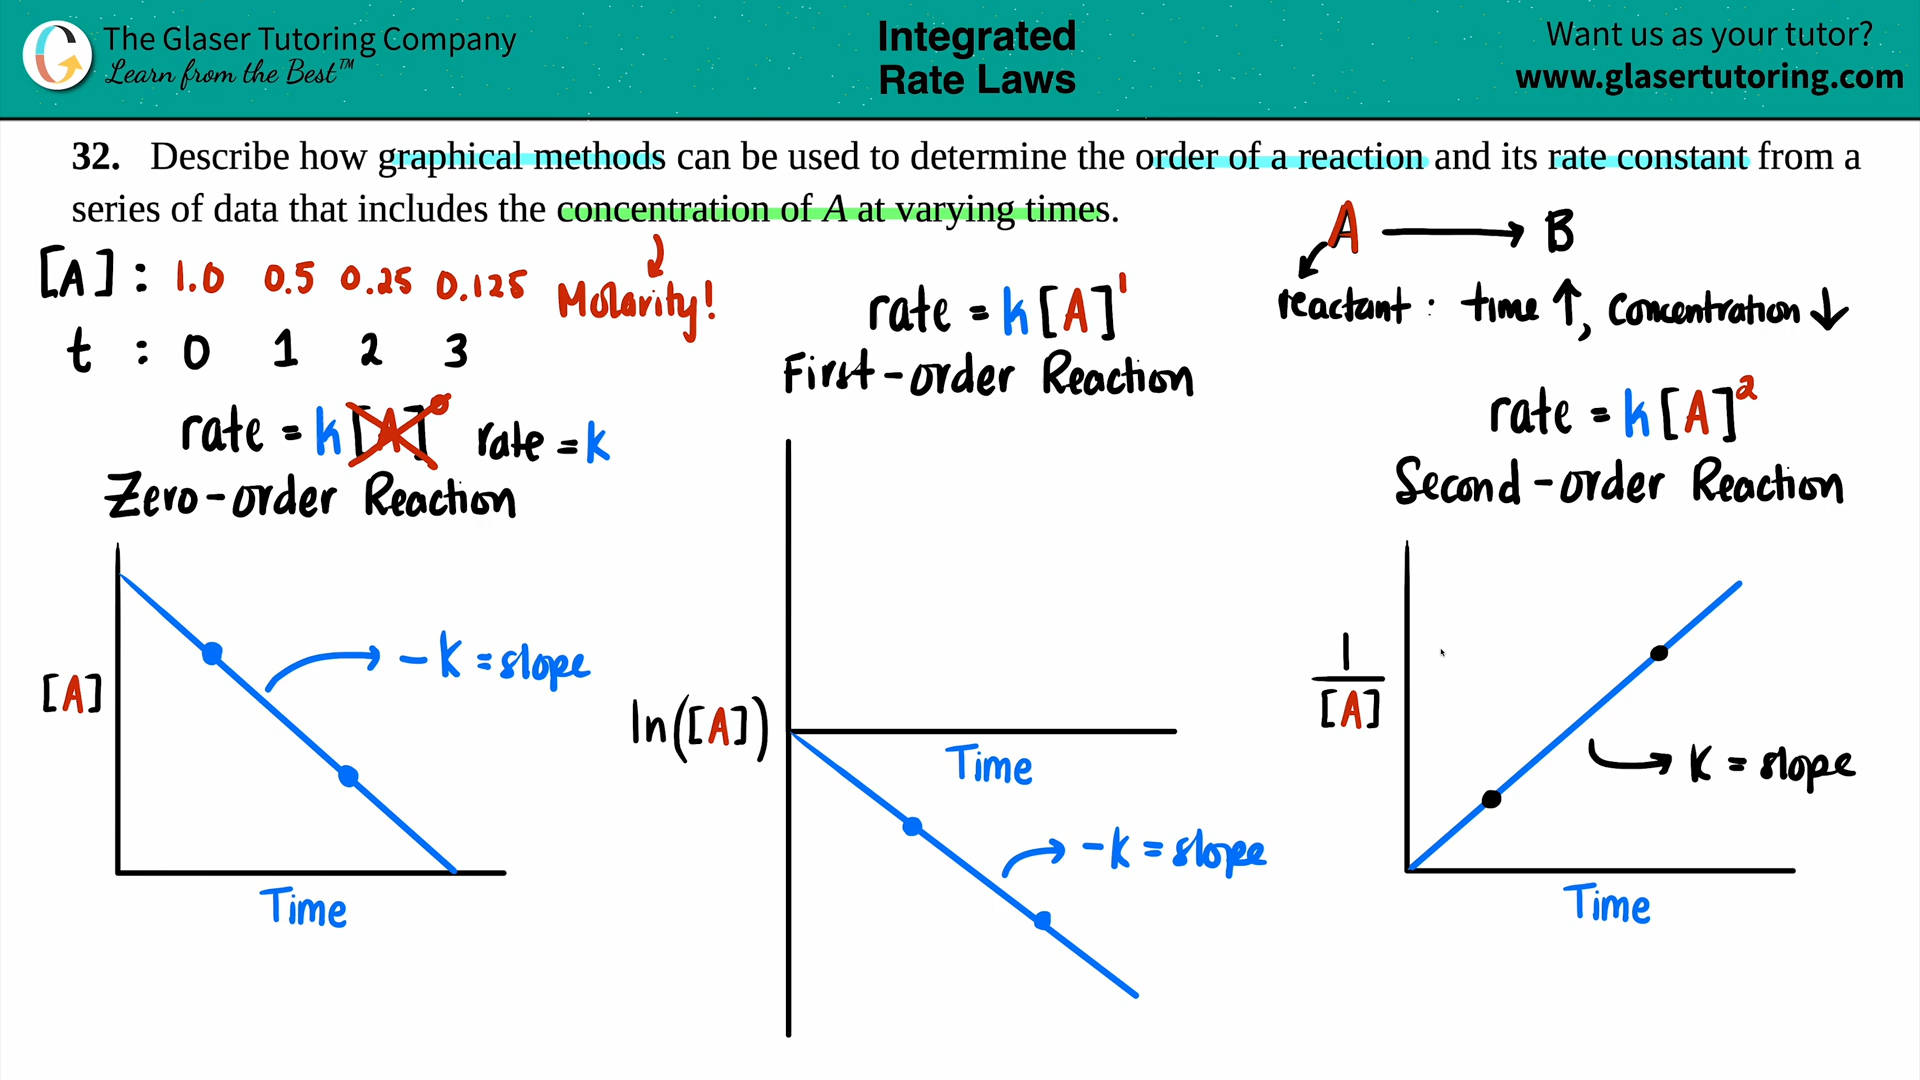 The Glaser Tutoring Company
Learn from the Best™
Integrated
Rate Laws
Want us as your tutor?
www.glasertutoring.com
32. Describe how graphical methods can be used to determine the order of a reaction and its rate constant from a
series of data that includes the concentration of A at varying times.
[A] : 1.0 0.5 0.25 0.125
Molarity!
t : 0 1 2 3
rate = k[A]⁰ rate = k
Zero-order Reaction
rate = k[A]¹
First-order Reaction
A → B
reactant : time ↑, concentration ↓
rate = k[A]²
Second-order Reaction
[A]
-k = slope
Time
ln([A])
Time
-k = slope
1
[A]
k = slope
Time